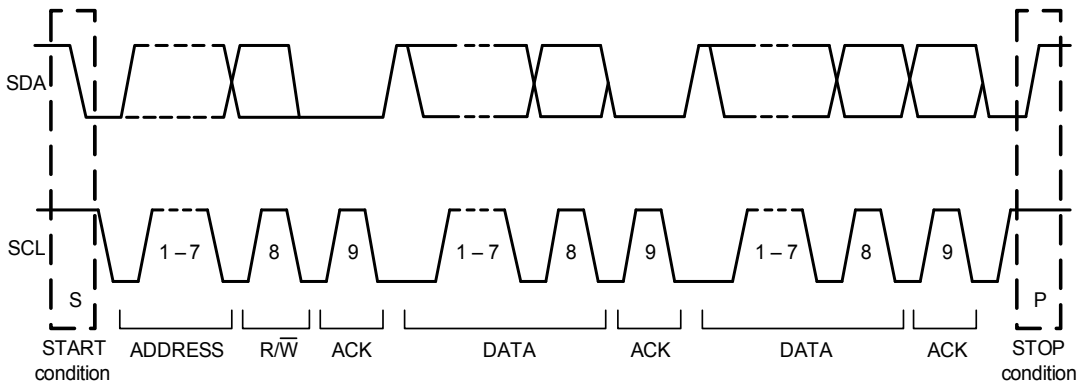 SDA
SCL
1 – 7 8 9 1 – 7 8 9 1 – 7 8 9
S P
START condition ADDRESS R/W̅ ACK DATA ACK DATA ACK STOP condition